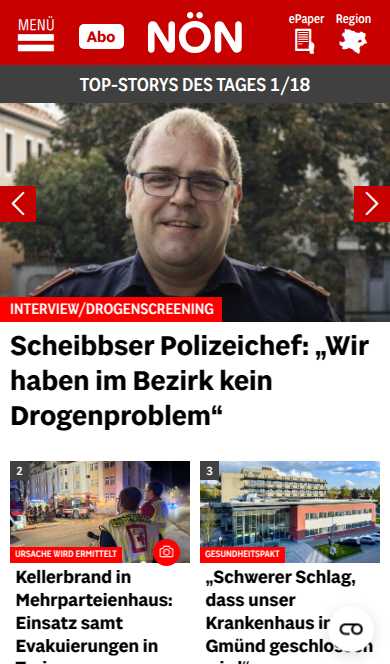 MENÜ
Abo
NÖN
ePaper
Region
TOP-STORYS DES TAGES 1/18
INTERVIEW/DROGENSCREENING
Scheibbser Polizeichef: „Wir
haben im Bezirk kein
Drogenproblem“
2
URSACHE WIRD ERMITTELT
Kellerbrand in
Mehrparteienhaus:
Einsatz samt
Evakuierungen in
3
GESUNDHEITSPAKT
„Schwerer Schlag,
dass unser
Krankenhaus in
Gmünd geschlossen